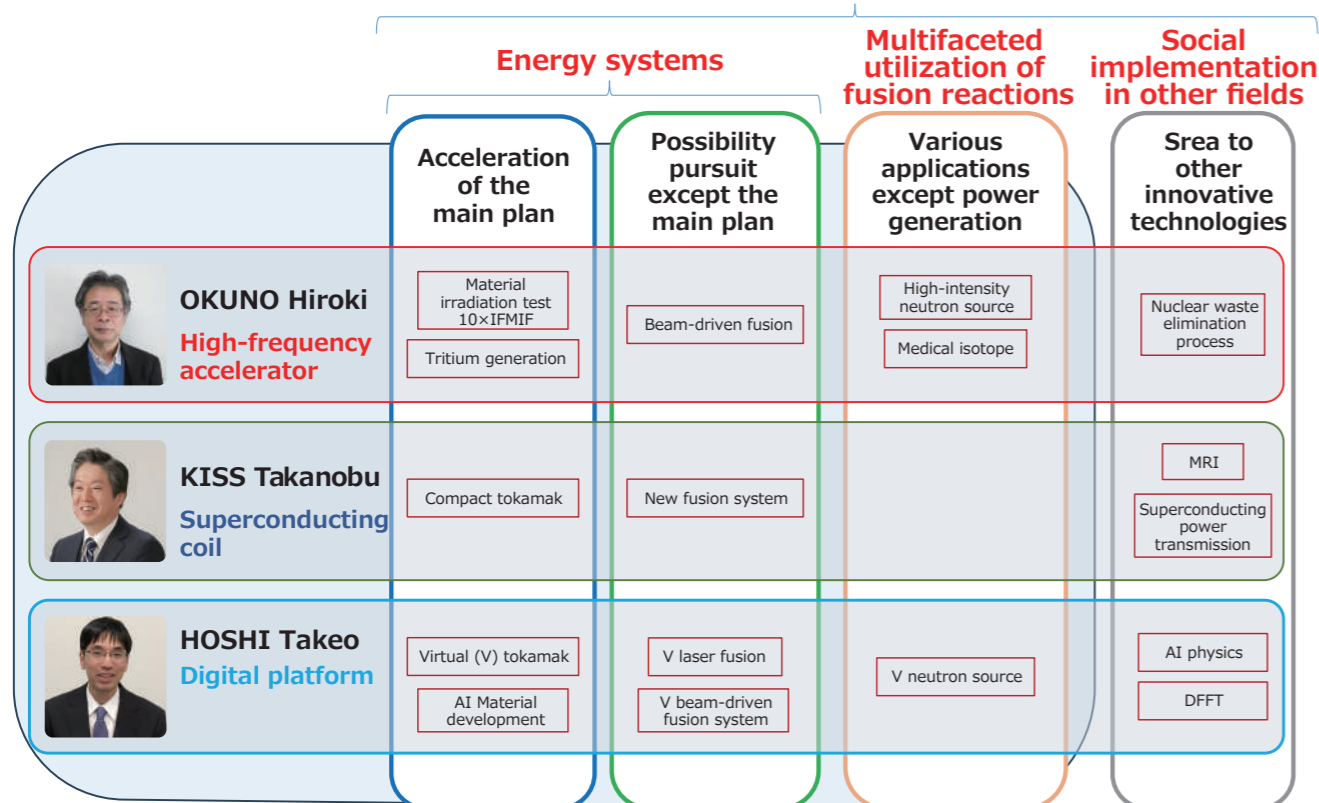 Energy systems
Multifaceted
utilization of
fusion reactions
Social
implementation
in other fields
Acceleration
of the
main plan
Possibility
pursuit
except the
main plan
Various
applications
except power
generation
Srea to
other
innovative
technologies
OKUNO Hiroki
High-frequency
accelerator
Material
irradiation test
10×IFMIF
Tritium generation
Beam-driven fusion
High-intensity
neutron source
Medical isotope
Nuclear waste
elimination
process
KISS Takanobu
Superconducting
coil
Compact tokamak
New fusion system
MRI
Superconducting
power
transmission
HOSHI Takeo
Digital platform
Virtual (V) tokamak
AI Material
development
V laser fusion
V beam-driven
fusion system
V neutron source
AI physics
DFFT